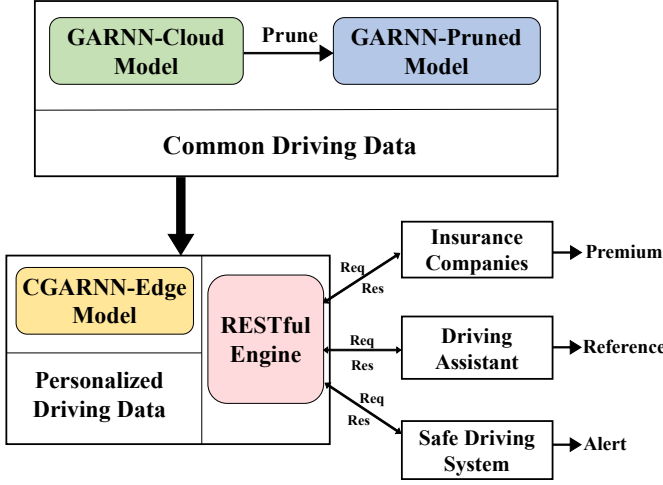 GARNN-Cloud
Model
Prune
GARNN-Pruned
Model
Common Driving Data
CGARNN-Edge
Model
Personalized
Driving Data
RESTful
Engine
Req
Res
Insurance
Companies
Premium
Req
Res
Driving
Assistant
Reference
Req
Res
Safe Driving
System
Alert